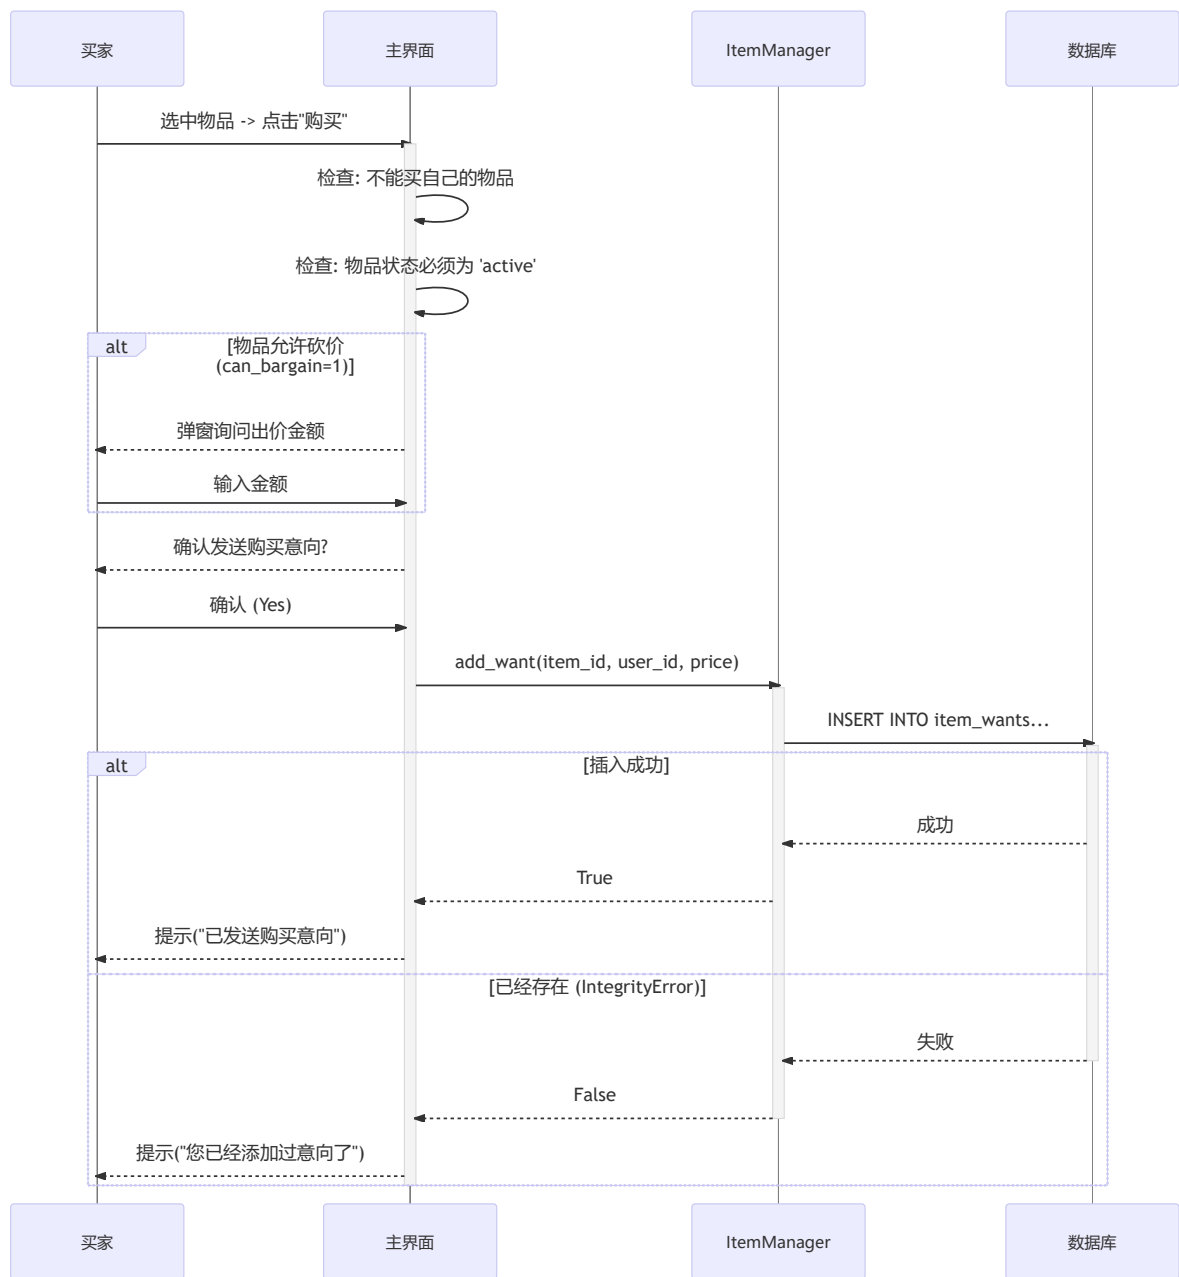 买家
主界面
ItemManager
数据库
选中物品 -> 点击"购买"
检查: 不能买自己的物品
检查: 物品状态必须为 'active'
alt
[物品允许砍价
(can_bargain=1)]
弹窗询问出价金额
输入金额
确认发送购买意向?
确认 (Yes)
add_want(item_id, user_id, price)
INSERT INTO item_wants...
alt
[插入成功]
成功
True
提示("已发送购买意向")
[已经存在 (IntegrityError)]
失败
False
提示("您已经添加过意向了")
买家
主界面
ItemManager
数据库